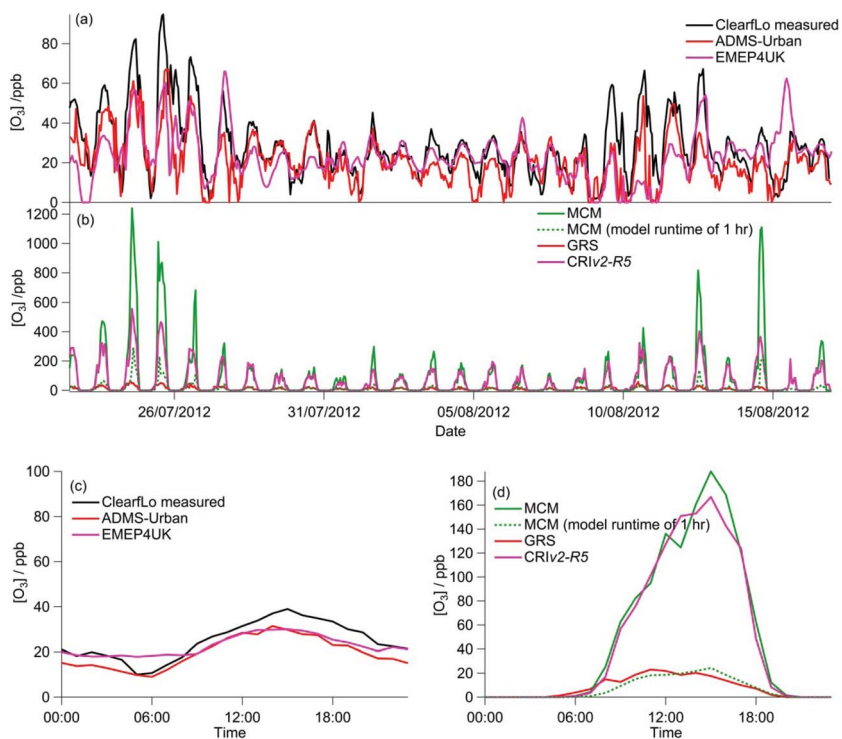 (a)
ClearfLo measured
ADMS-Urban
EMEP4UK
[O3] /ppb
80
60
40
20
0
(b)
MCM
MCM (model runtime of 1 hr)
GRS
CRIv2-R5
[O3] /ppb
1200
1000
800
600
400
200
0
26/07/2012 31/07/2012 05/08/2012 10/08/2012 15/08/2012
Date
(c)
ClearfLo measured
ADMS-Urban
EMEP4UK
[O3] / ppb
100
80
60
40
20
0
00:00 06:00 12:00 18:00
Time
(d)
MCM
MCM (model runtime of 1 hr)
GRS
CRIv2-R5
[O3] / ppb
180
160
140
120
100
80
60
40
20
0
00:00 06:00 12:00 18:00
Time